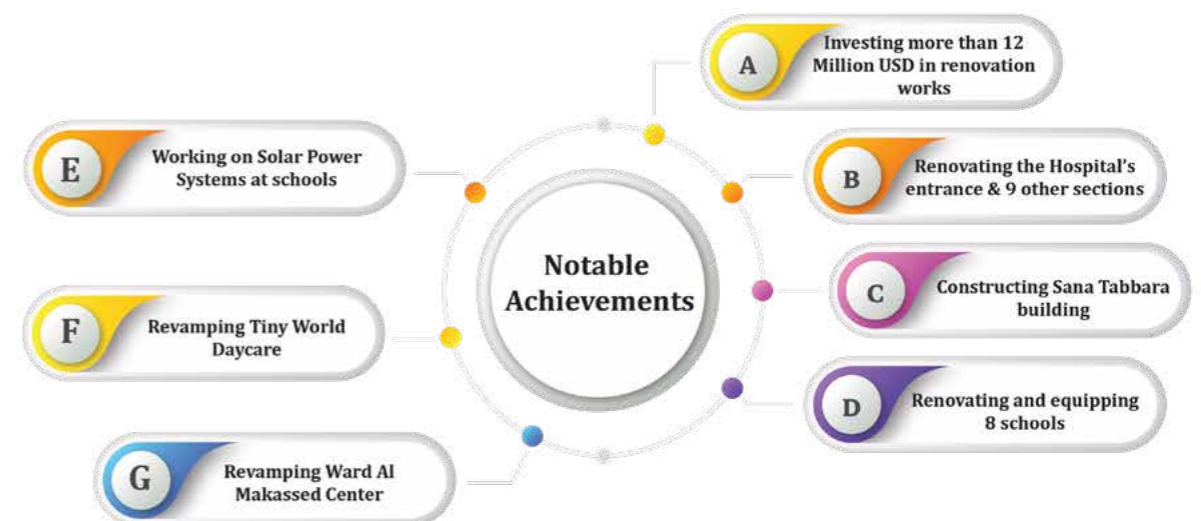 Notable
Achievements
A
Investing more than 12
Million USD in renovation
works
B
Renovating the Hospital's
entrance & 9 other sections
C
Constructing Sana Tabbara
building
D
Renovating and equipping
8 schools
E
Working on Solar Power
Systems at schools
F
Revamping Tiny World
Daycare
G
Revamping Ward Al
Makassed Center